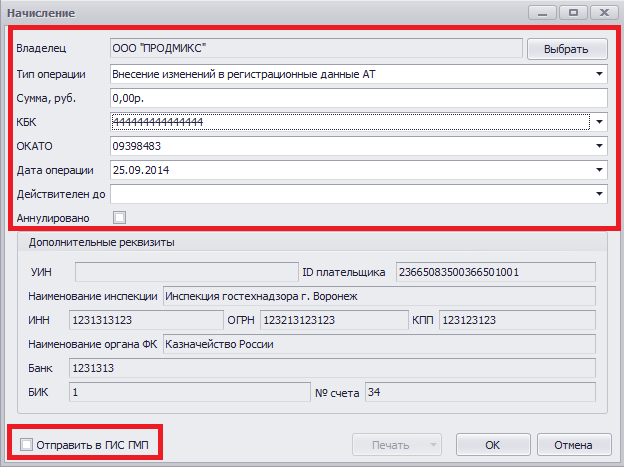 Начисление
Владелец ООО "ПРОДМИКС" Выбрать
Тип операции Внесение изменений в регистрационные данные АТ
Сумма, руб. 0,00р.
КБК 44444444444444
ОКАТО 09398483
Дата операции 25.09.2014
Действителен до
Аннулировано
Дополнительные реквизиты
УИН ID плательщика 23665083500366501001
Наименование инспекции Инспекция гостехнадзора г. Воронеж
ИНН 1231313123 ОГРН 123213123123 КПП 123123123
Наименование органа ФК Казначейство России
Банк 1231313
БИК 1 № счета 34
Отправить в ГИС ГМП Печать ОК Отмена